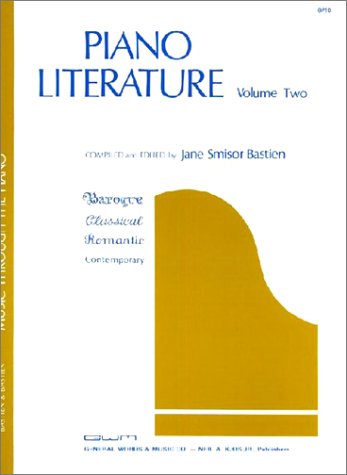 GP10
PIANO
LITERATURE Volume Two
COMPILED and EDITED by Jane Smisor Bastien
Baroque
Classical
Romantic
Contemporary
MUSIC THROUGH THE PIANO
BASTIEN & BASTIEN
GWM
GENERAL WORDS & MUSIC CO. — NEIL A. KJOS JR., Publishers